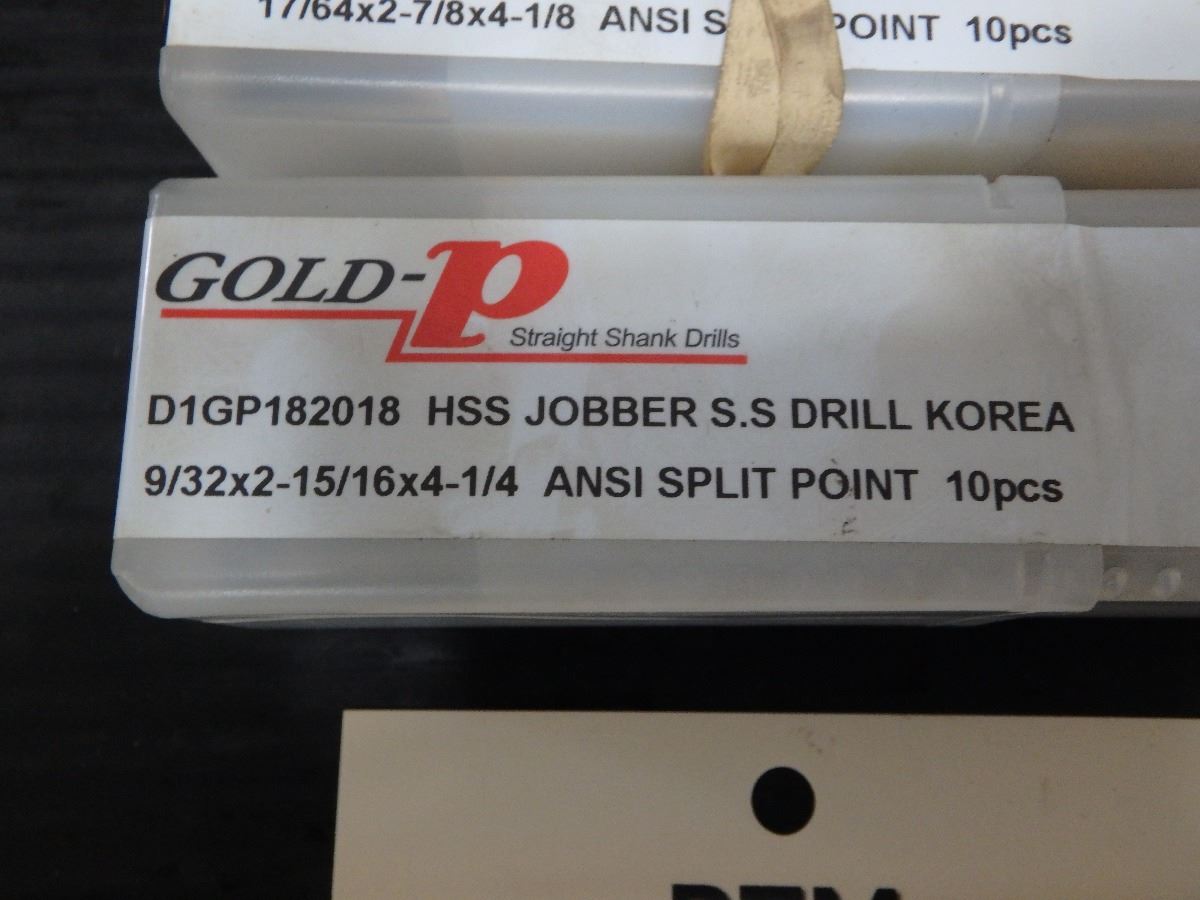 17/64x2-7/8x4-1/8 ANSI POINT 10pcs
GOLD-P
Straight Shank Drills
D1GP182018 HSS JOBBER S.S DRILL KOREA
9/32x2-15/16x4-1/4 ANSI SPLIT POINT 10pcs